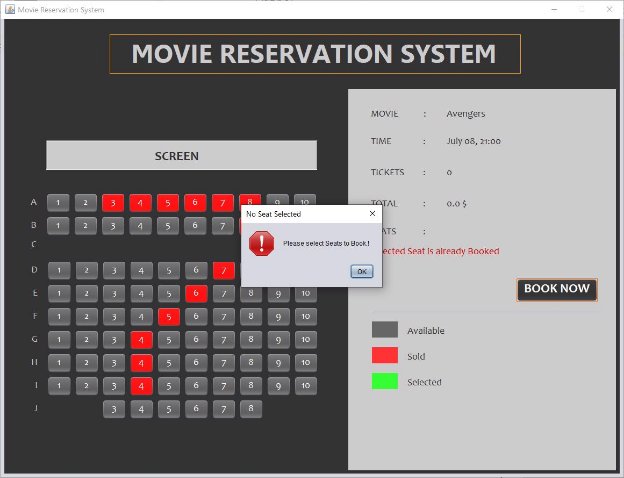 Movie Reservation System
MOVIE RESERVATION SYSTEM
SCREEN
A 1 2 3 4 5 6 7 8 9 10
B 1 2 3 4 5 6 7
C
D 1 2 3 4 5 6 7
E 1 2 3 4 5 6 7 8 9 10
F 1 2 3 4 5 6 7 8 9 10
G 1 2 3 4 5 6 7 8 9 10
H 1 2 3 4 5 6 7 8 9 10
I 1 2 3 4 5 6 7 8 9 10
J 3 4 5 6 7 8
No Seat Selected
Please select Seats to Book.!
OK
MOVIE : Avengers
TIME : July 08, 21:00
TICKETS : 0
TOTAL : 0.0 $
ATS :
ected Seat is already Booked
BOOK NOW
Available
Sold
Selected